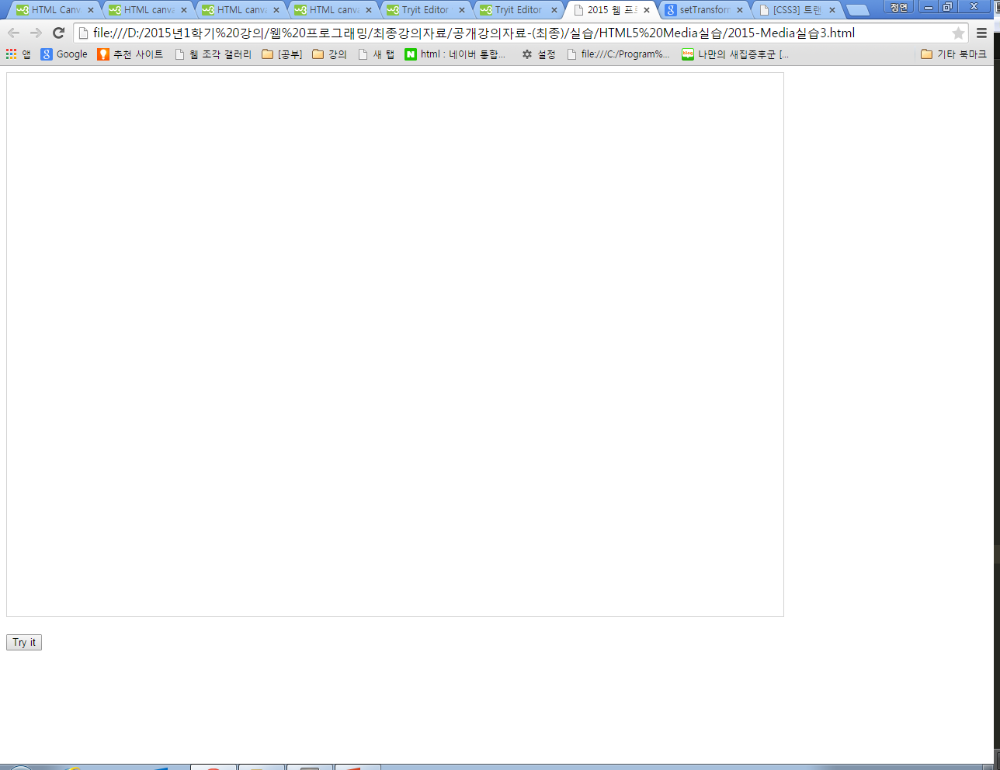 HTML Canv HTML canva HTML canva HTML canva Tryit Editor Tryit Editor 2015 웹 프로 setTransform [CSS3] 트랜 정연
file:///D:/2015년1학기%20강의/웹%20프로그래밍/최종강의자료/공개강의자료-(최종)/실습/HTML5%20Media실습/2015-Media실습3.html
앱 Google 추천 사이트 웹 조각 갤러리 [공부] 강의 새 탭 html : 네이버 통합... 설정 file:///C:/Program%... 나만의 새집증후군 [... 기타 북마크
Try it